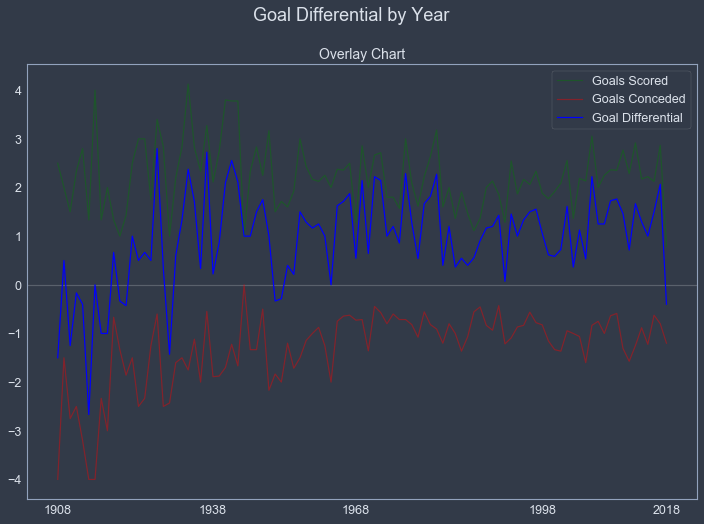 Goal Differential by Year
Overlay Chart
Goals Scored
Goals Conceded
Goal Differential
4
3
2
1
0
−1
−2
−3
−4
1908 1938 1968 1998 2018